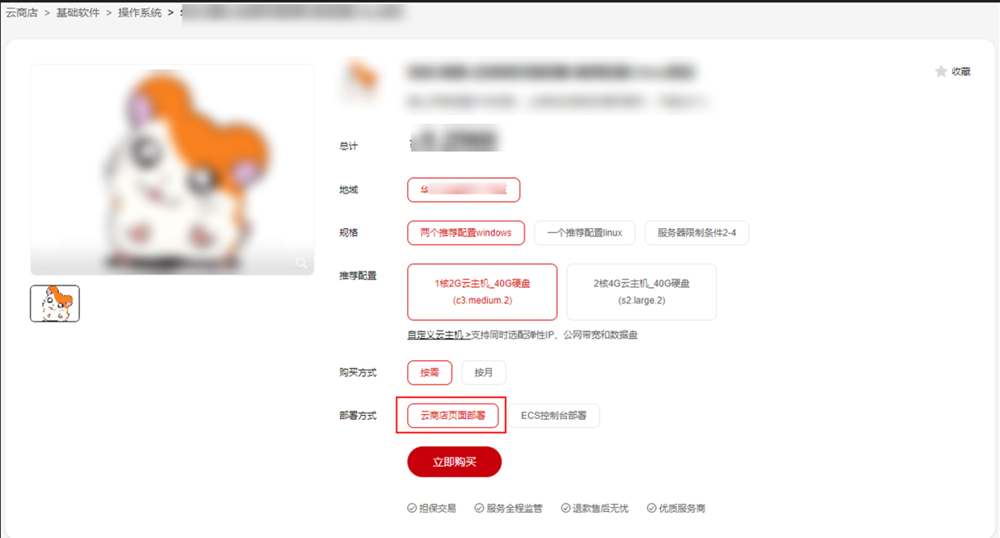 云商店 > 基础软件 > 操作系统 >
收藏
总计
地域 华
规格 两个推荐配置windows 一个推荐配置linux 服务器限制条件2-4
推荐配置 1核2G云主机_40G硬盘 2核4G云主机_40G硬盘
(c3.medium.2) (s2.large.2)
自定义云主机 >支持同时选配弹性IP、公网带宽和数据盘
购买方式 按需 按月
部署方式 云商店页面部署 ECS控制台部署
立即购买
担保交易 服务全程监管 退款售后无忧 优质服务商